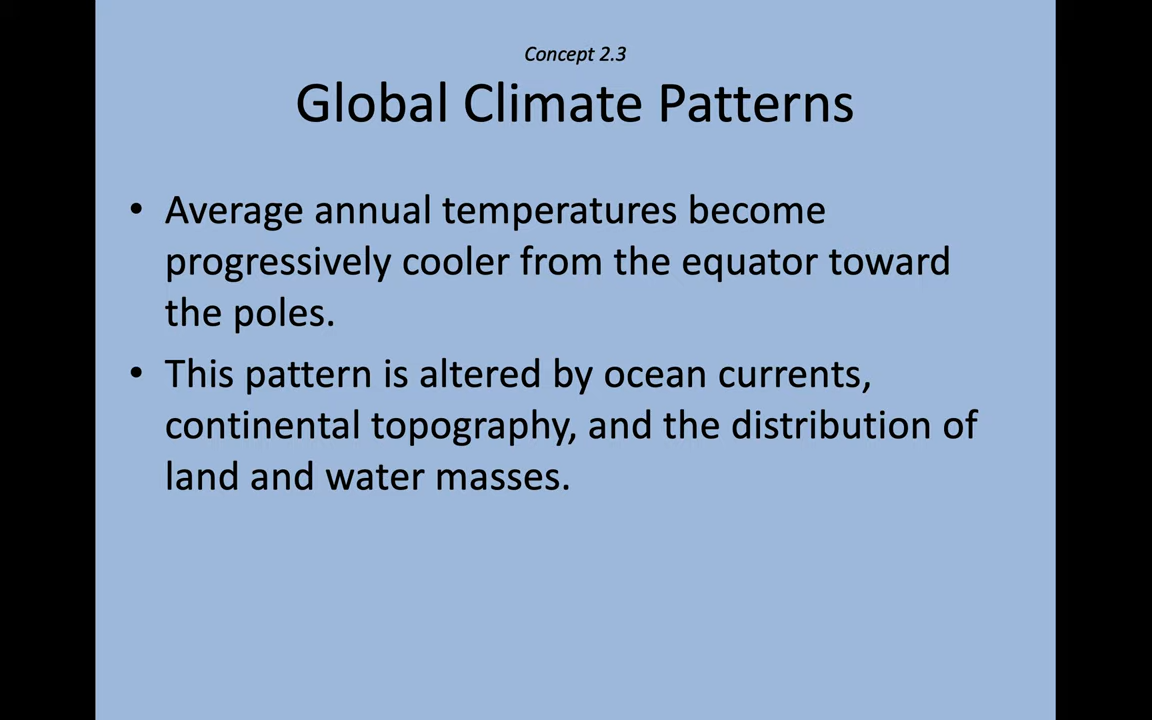 Concept 2.3
Global Climate Patterns
• Average annual temperatures become
progressively cooler from the equator toward
the poles.
• This pattern is altered by ocean currents,
continental topography, and the distribution of
land and water masses.